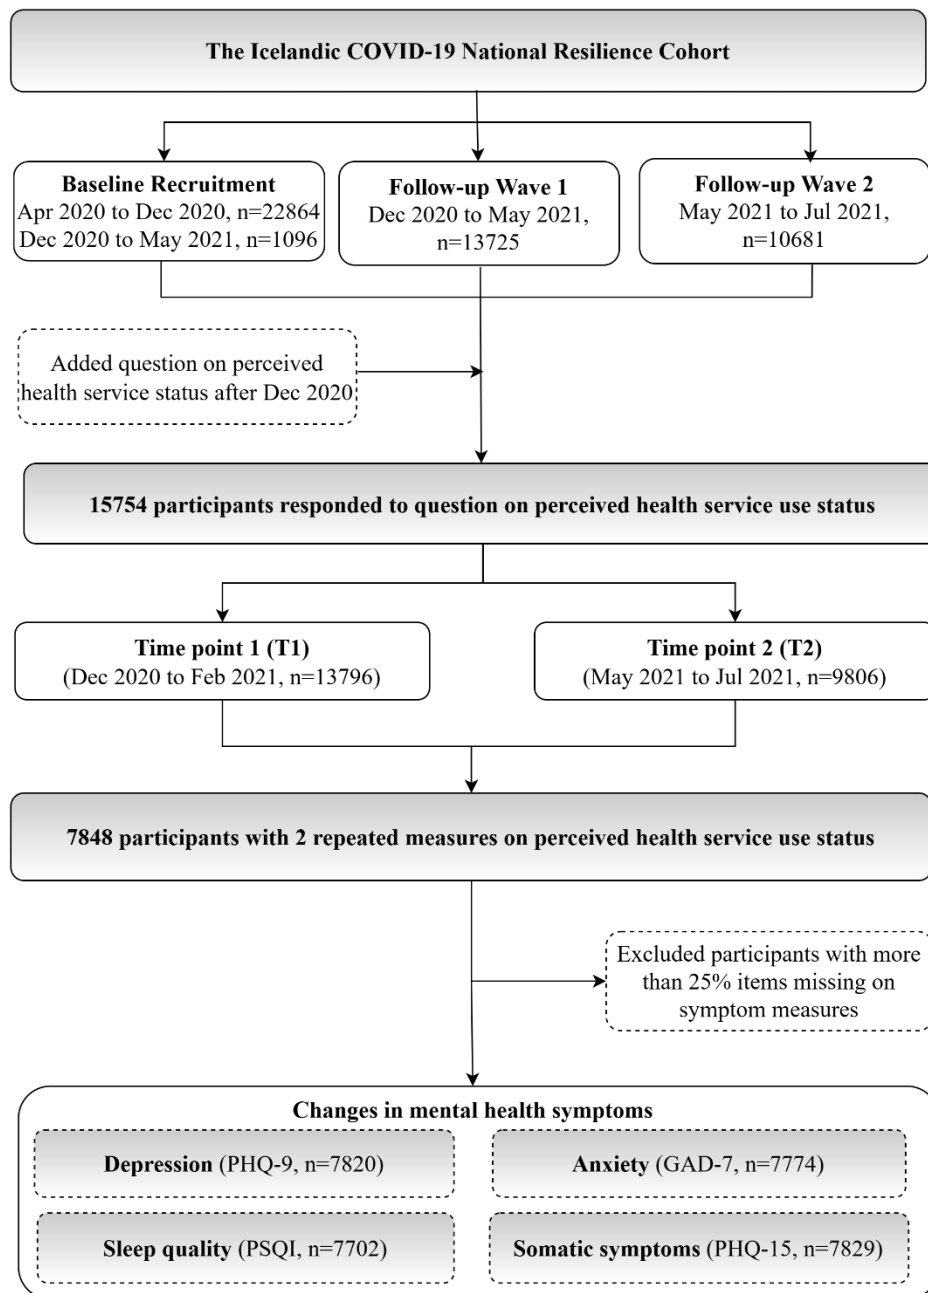 The Icelandic COVID-19 National Resilience Cohort
Baseline Recruitment
Apr 2020 to Dec 2020, n=22864
Dec 2020 to May 2021, n=1096
Follow-up Wave 1
Dec 2020 to May 2021,
n=13725
Follow-up Wave 2
May 2021 to Jul 2021,
n=10681
Added question on perceived
health service status after Dec 2020
15754 participants responded to question on perceived health service use status
Time point 1 (T1)
(Dec 2020 to Feb 2021, n=13796)
Time point 2 (T2)
(May 2021 to Jul 2021, n=9806)
7848 participants with 2 repeated measures on perceived health service use status
Excluded participants with more
than 25% items missing on
symptom measures
Changes in mental health symptoms
Depression (PHQ-9, n=7820)
Anxiety (GAD-7, n=7774)
Sleep quality (PSQI, n=7702)
Somatic symptoms (PHQ-15, n=7829)